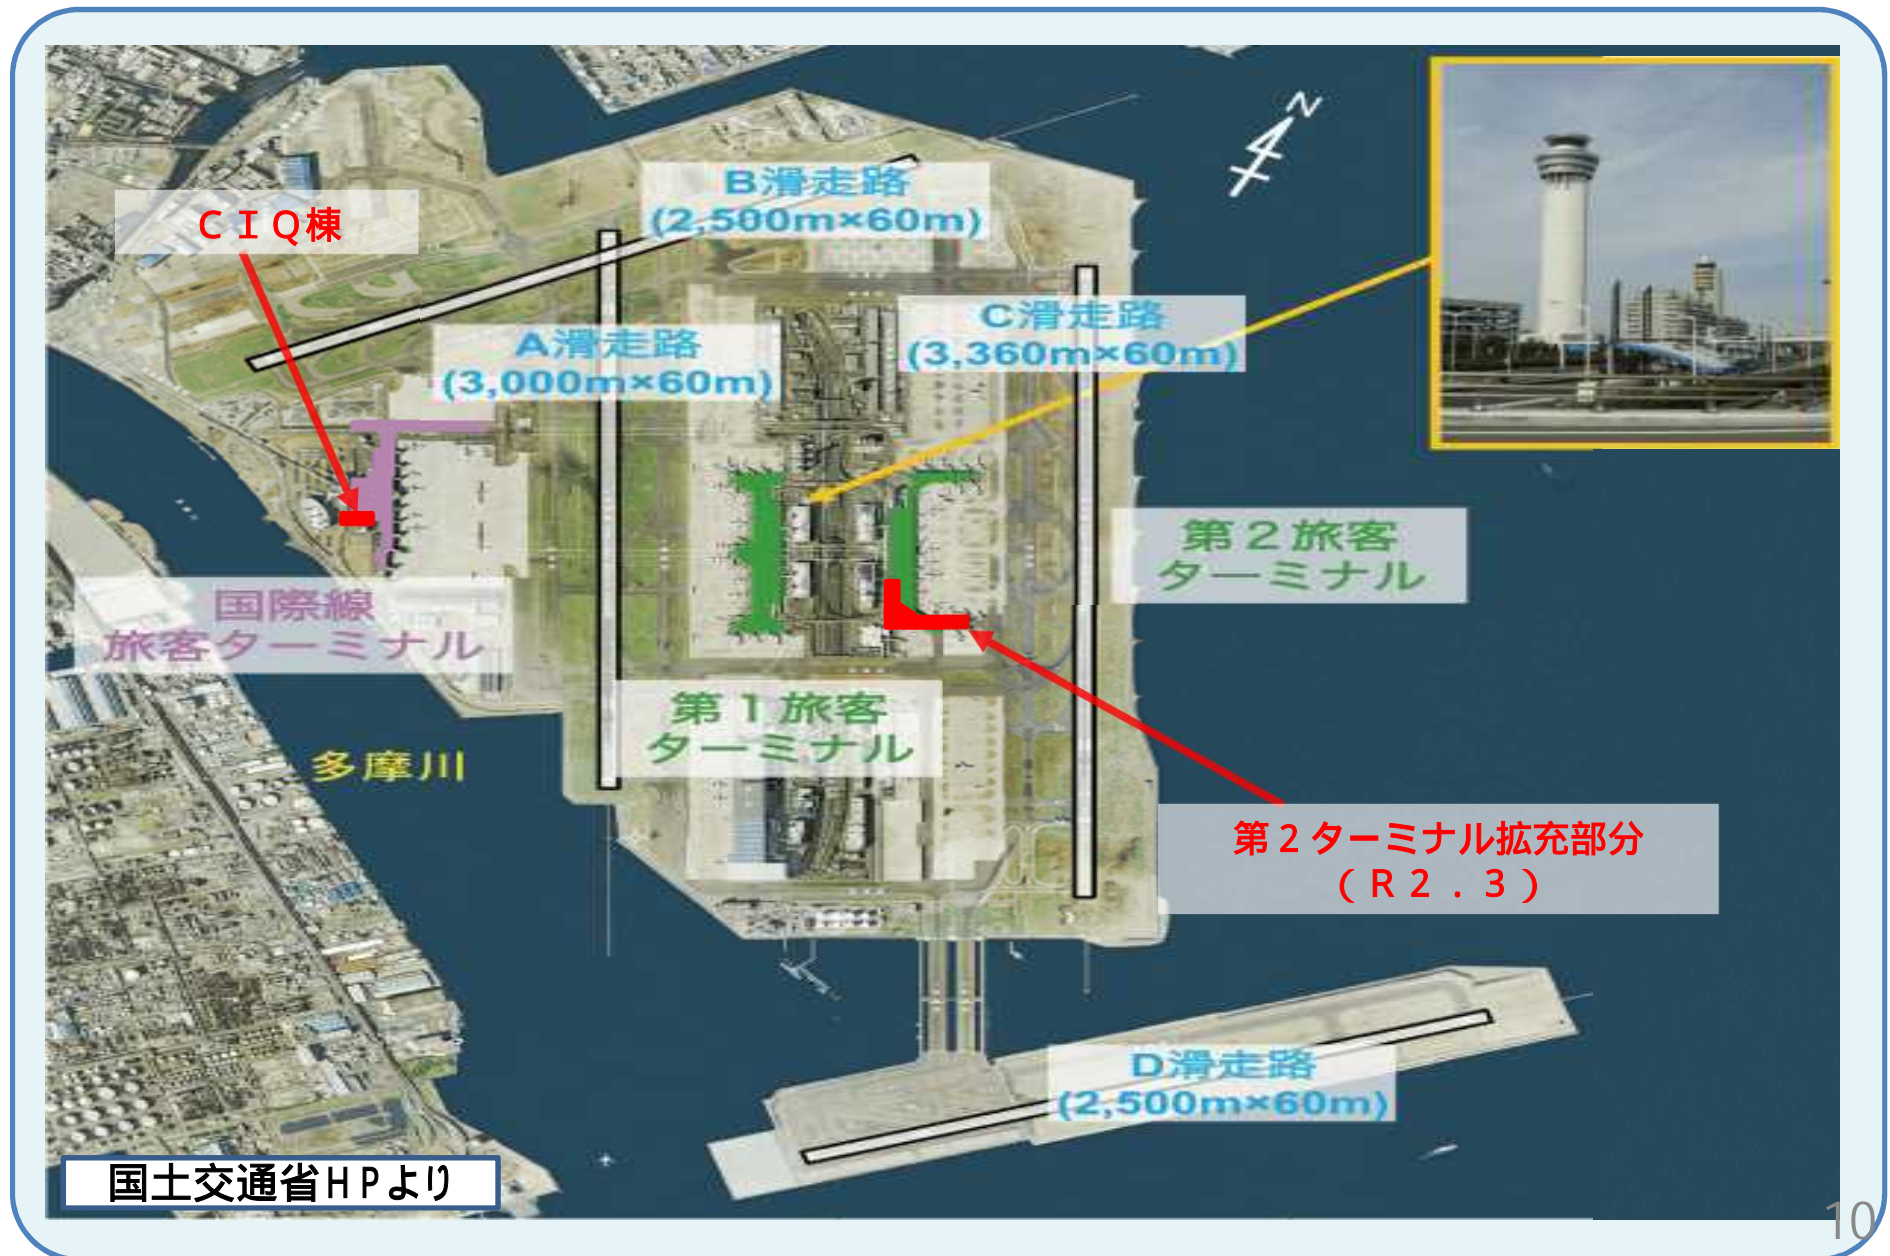 N
B滑走路
(2,500m×60m)
ＣＩＱ棟
C滑走路
(3,360m×60m)
A滑走路
(3,000m×60m)
第２旅客
ターミナル
国際線
旅客ターミナル
第１旅客
ターミナル
多摩川
第２ターミナル拡充部分
（Ｒ２．３）
D滑走路
(2,500m×60m)
国土交通省ＨＰより
10